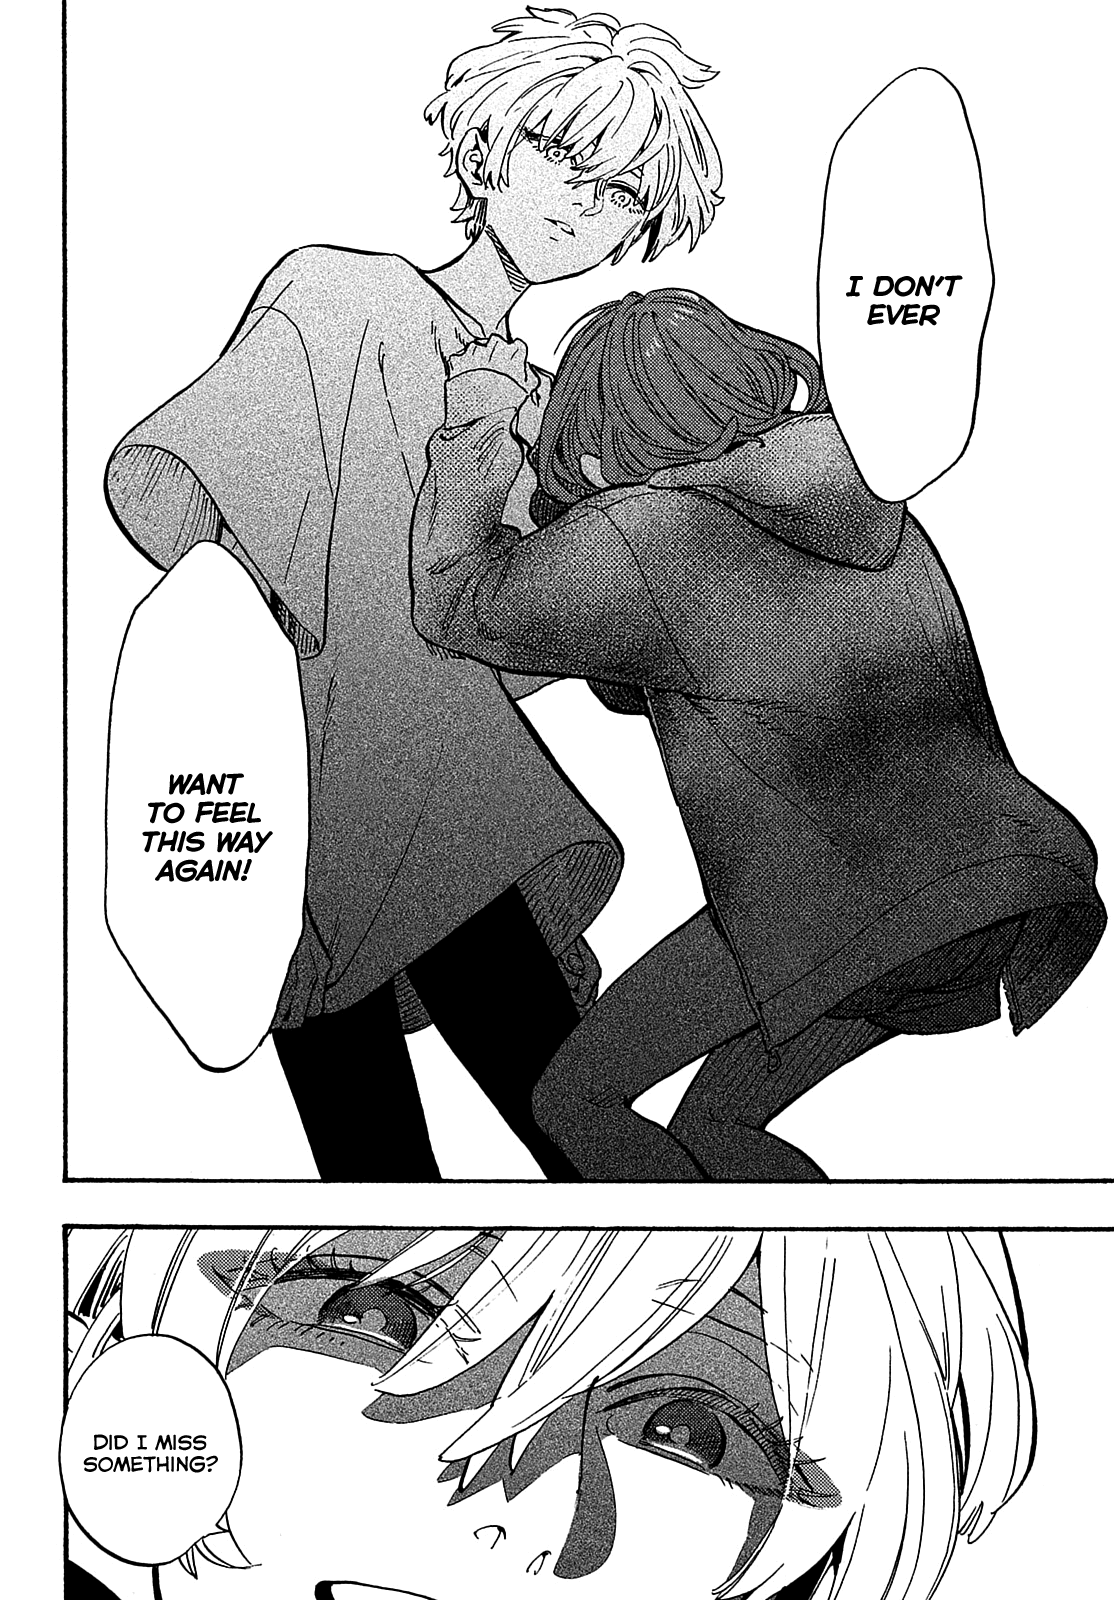 I DON'T
EVER
WANT
TO FEEL
THIS WAY
AGAIN!
DID I MISS
SOMETHING?